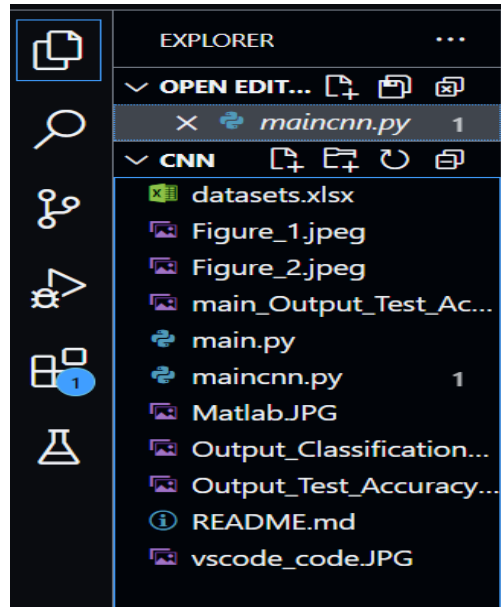 EXPLORER ...
OPEN EDIT...
maincnn.py 1
CNN
datasets.xlsx
Figure_1.jpeg
Figure_2.jpeg
main_Output_Test_Ac...
main.py
maincnn.py 1
1
Matlab.JPG
Output_Classification...
Output_Test_Accuracy...
README.md
vscode_code.JPG